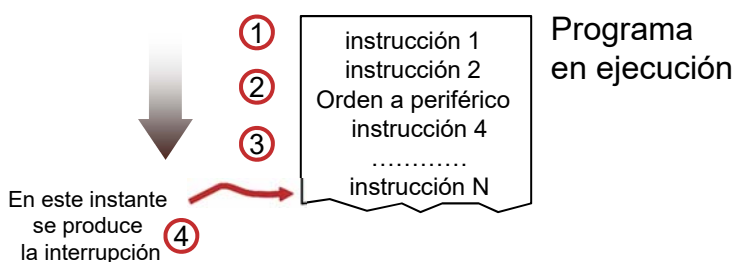 1
instrucción 1
instrucción 2
2
Orden a periférico
instrucción 4
3
............
instrucción N
Programa
en ejecución
En este instante
se produce
la interrupción
4